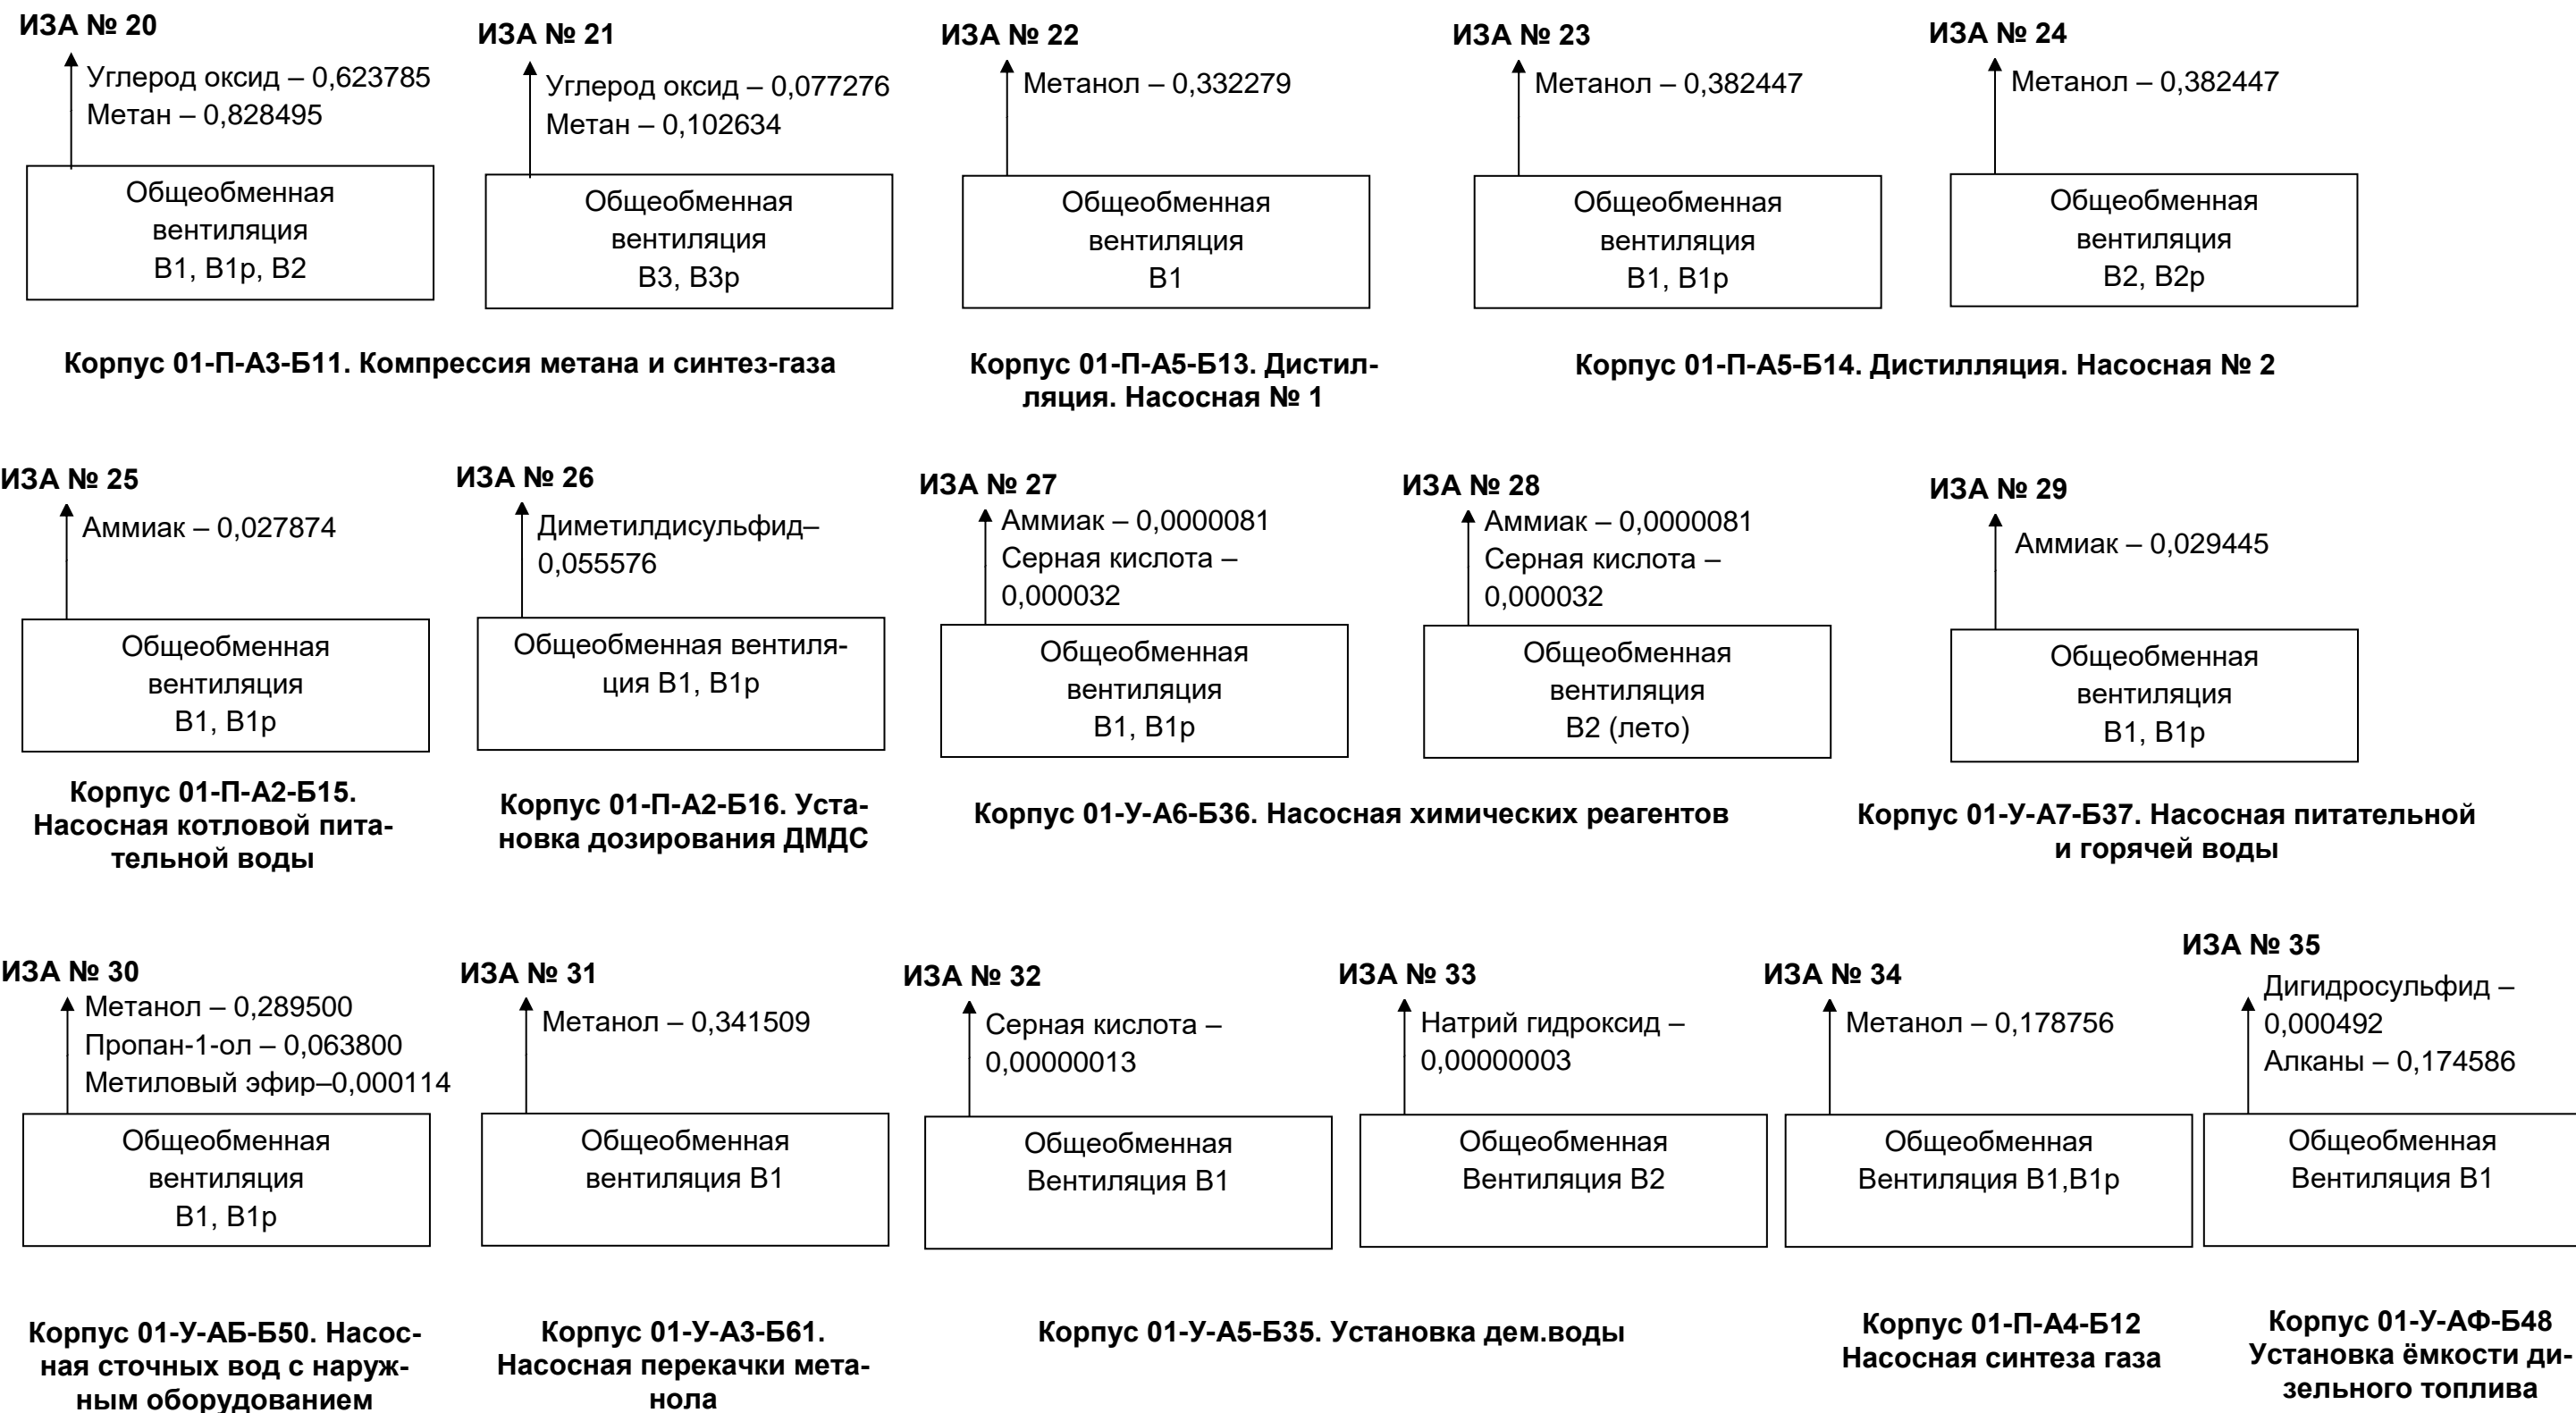 ИЗА № 20
Углерод оксид – 0,623785
Метан – 0,828495
Общеобменная
вентиляция
В1, В1р, В2
ИЗА № 21
Углерод оксид – 0,077276
Метан – 0,102634
Общеобменная
вентиляция
В3, В3р
Корпус 01-П-А3-Б11. Компрессия метана и синтез-газа
ИЗА № 22
Метанол – 0,332279
Общеобменная
вентиляция
В1
Корпус 01-П-А5-Б13. Дистил-
ляция. Насосная № 1
ИЗА № 23
Метанол – 0,382447
Общеобменная
вентиляция
В1, В1р
ИЗА № 24
Метанол – 0,382447
Общеобменная
вентиляция
В2, В2р
Корпус 01-П-А5-Б14. Дистилляция. Насосная № 2
ИЗА № 25
Аммиак – 0,027874
Общеобменная
вентиляция
В1, В1р
Корпус 01-П-А2-Б15.
Насосная котловой пита-
тельной воды
ИЗА № 26
Диметилдисульфид–
0,055576
Общеобменная вентиля-
ция В1, В1р
Корпус 01-П-А2-Б16. Уста-
новка дозирования ДМДС
ИЗА № 27
Аммиак – 0,0000081
Серная кислота –
0,000032
Общеобменная
вентиляция
В1, В1р
ИЗА № 28
Аммиак – 0,0000081
Серная кислота –
0,000032
Общеобменная
вентиляция
В2 (лето)
Корпус 01-У-А6-Б36. Насосная химических реагентов
ИЗА № 29
Аммиак – 0,029445
Общеобменная
вентиляция
В1, В1р
Корпус 01-У-А7-Б37. Насосная питательной
и горячей воды
ИЗА № 30
Метанол – 0,289500
Пропан-1-ол – 0,063800
Метиловый эфир–0,000114
Общеобменная
вентиляция
В1, В1р
Корпус 01-У-АБ-Б50. Насос-
ная сточных вод с наруж-
ным оборудованием
ИЗА № 31
Метанол – 0,341509
Общеобменная
вентиляция В1
Корпус 01-У-А3-Б61.
Насосная перекачки мета-
нола
ИЗА № 32
Серная кислота –
0,00000013
Общеобменная
Вентиляция В1
ИЗА № 33
Натрий гидроксид –
0,00000003
Общеобменная
Вентиляция В2
Корпус 01-У-А5-Б35. Установка дем.воды
ИЗА № 34
Метанол – 0,178756
Общеобменная
Вентиляция В1,В1р
Корпус 01-П-А4-Б12
Насосная синтеза газа
ИЗА № 35
Дигидросульфид –
0,000492
Алканы – 0,174586
Общеобменная
Вентиляция В1
Корпус 01-У-АФ-Б48
Установка ёмкости ди-
зельного топлива